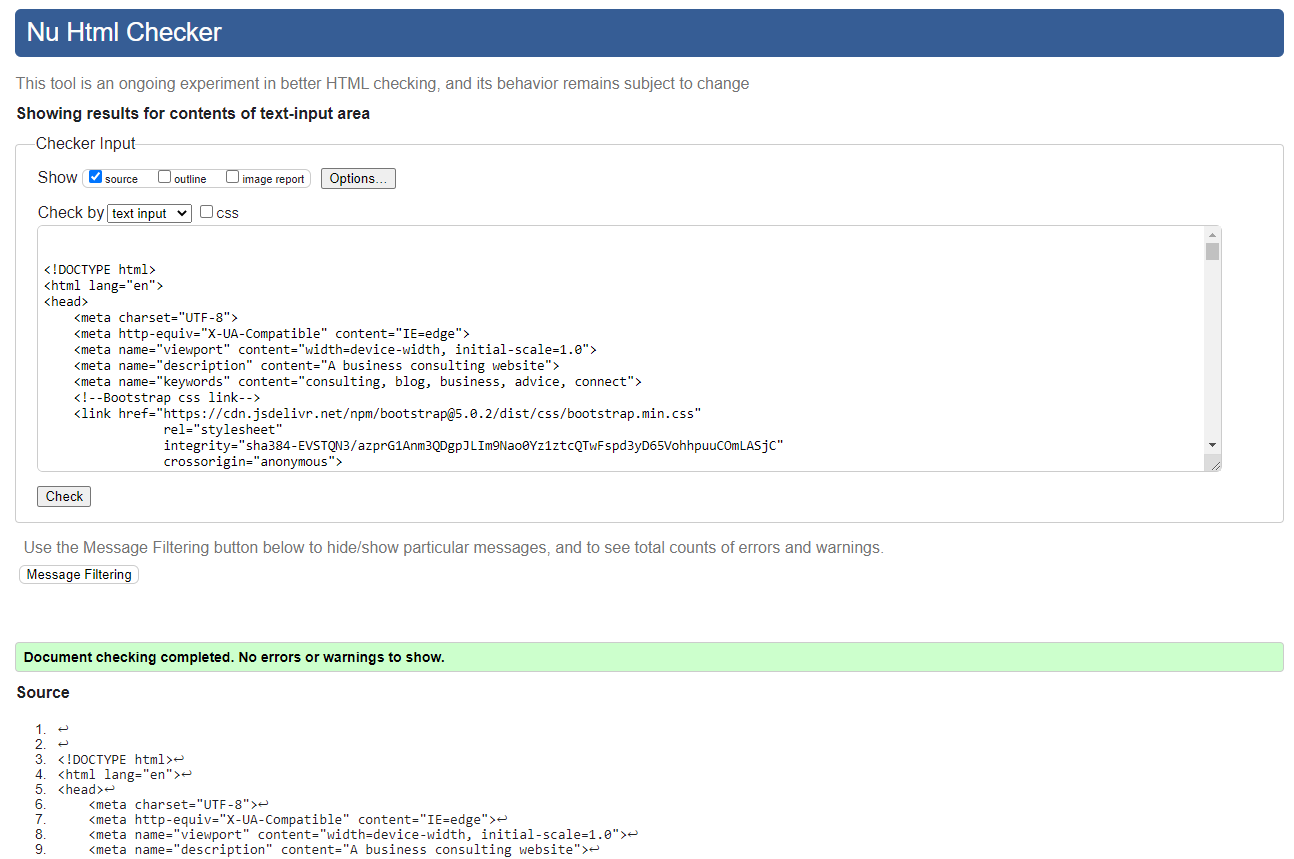 Nu Html Checker
This tool is an ongoing experiment in better HTML checking, and its behavior remains subject to change
Showing results for contents of text-input area
Checker Input
Show source outline image report Options...
Check by text input css
<!DOCTYPE html>
<html lang="en">
<head>
    <meta charset="UTF-8">
    <meta http-equiv="X-UA-Compatible" content="IE=edge">
    <meta name="viewport" content="width=device-width, initial-scale=1.0">
    <meta name="description" content="A business consulting website">
    <meta name="keywords" content="consulting, blog, business, advice, connect">
    <!--Bootstrap css link-->
    <link href="https://cdn.jsdelivr.net/npm/bootstrap@5.0.2/dist/css/bootstrap.min.css"
                rel="stylesheet"
                integrity="sha384-EVSTQN3/azprG1Anm3QDgpJLIm9Nao0Yz1ztcQTwFspd3yD65VohhpuuCOmLASjC"
                crossorigin="anonymous">
Check
Use the Message Filtering button below to hide/show particular messages, and to see total counts of errors and warnings.
Message Filtering
Document checking completed. No errors or warnings to show.
Source
1. ↩
2. ↩
3. <!DOCTYPE html>↩
4. <html lang="en">↩
5. <head>↩
6.     <meta charset="UTF-8">↩
7.     <meta http-equiv="X-UA-Compatible" content="IE=edge">↩
8.     <meta name="viewport" content="width=device-width, initial-scale=1.0">↩
9.     <meta name="description" content="A business consulting website">↩